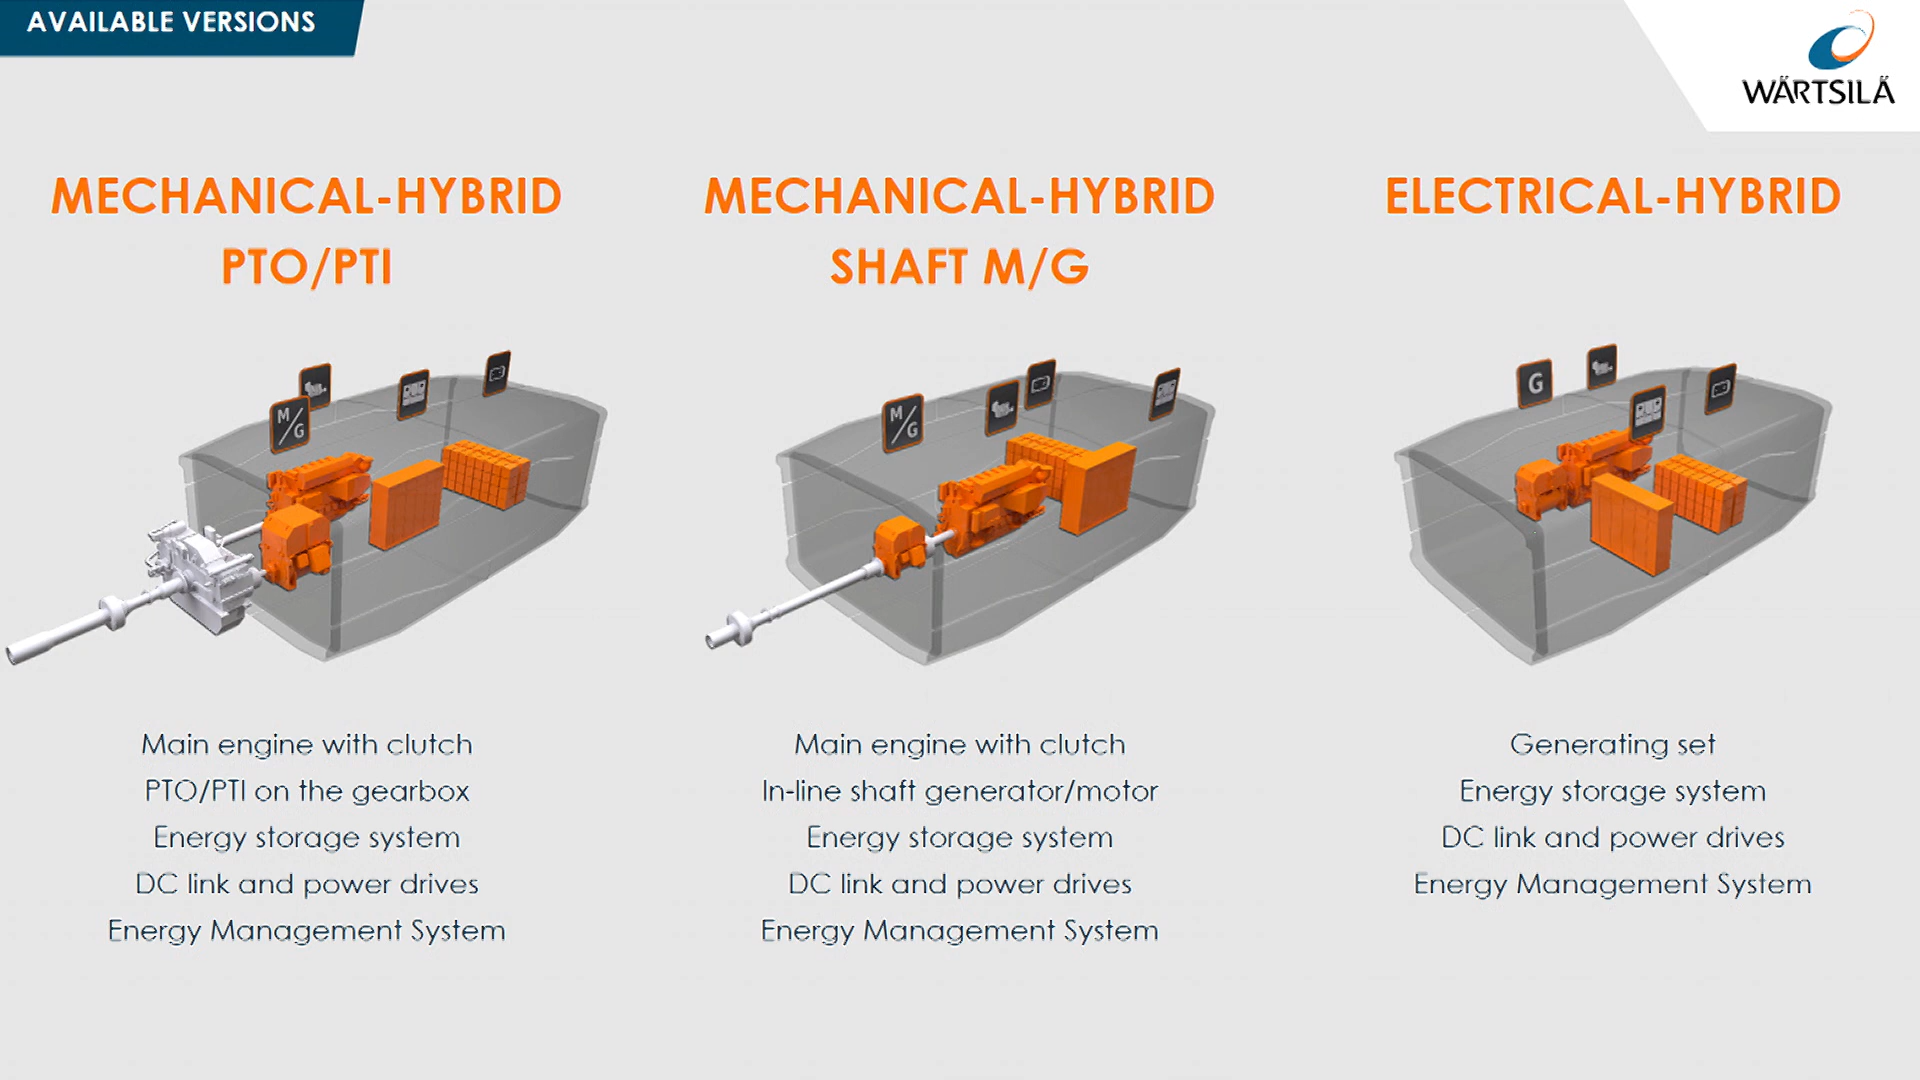 AVAILABLE VERSIONS
WÄRTSILÄ
MECHANICAL-HYBRID
PTO/PTI
M/G
Main engine with clutch
PTO/PTI on the gearbox
Energy storage system
DC link and power drives
Energy Management System
MECHANICAL-HYBRID
SHAFT M/G
M/G
Main engine with clutch
In-line shaft generator/motor
Energy storage system
DC link and power drives
Energy Management System
ELECTRICAL-HYBRID
G
Generating set
Energy storage system
DC link and power drives
Energy Management System